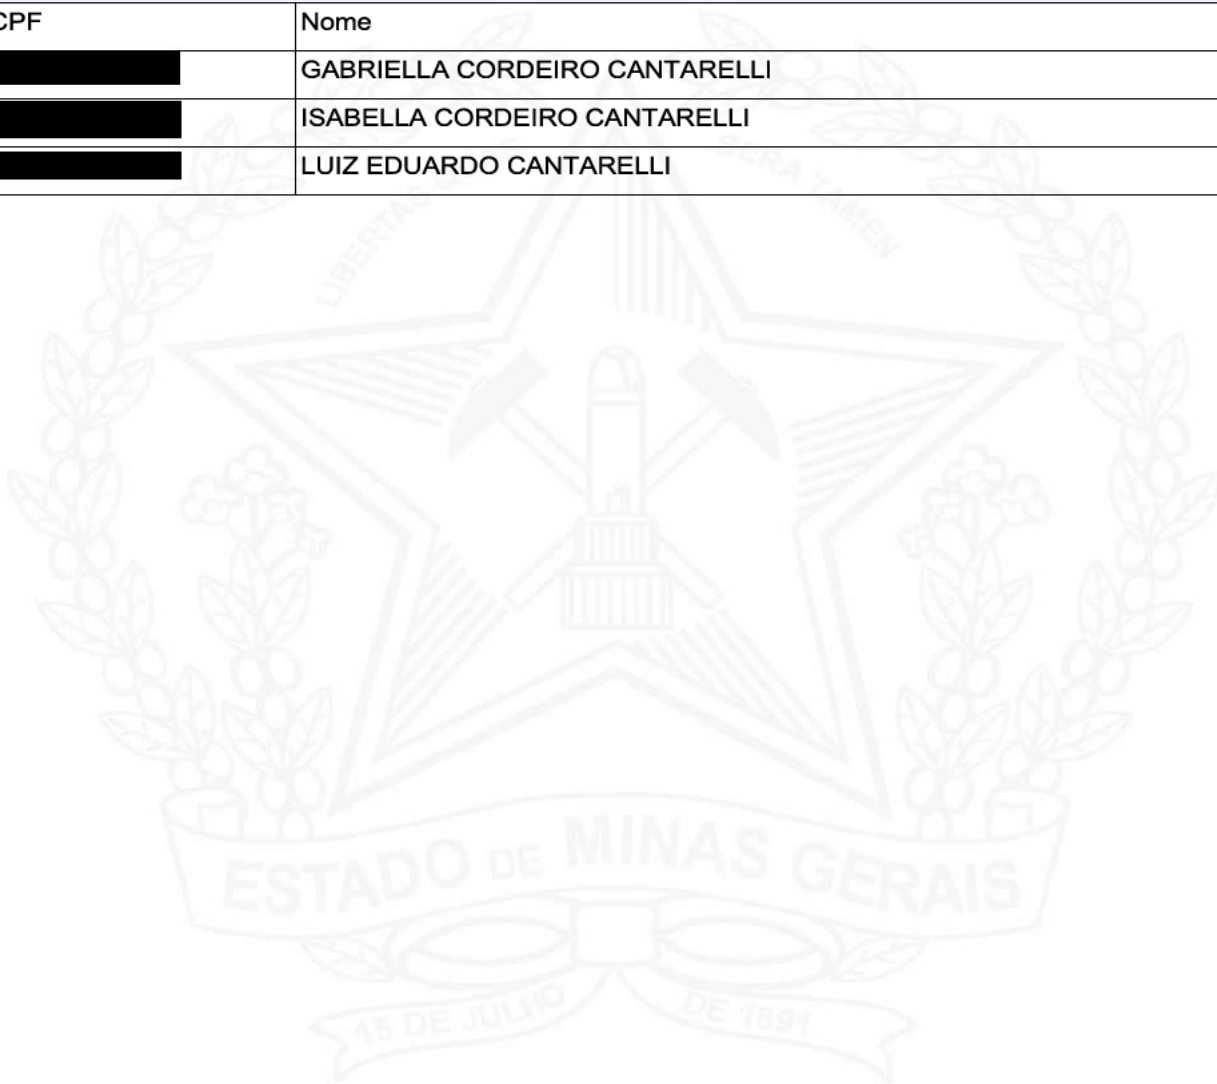 CPF Nome
GABRIELLA CORDEIRO CANTARELLI
ISABELLA CORDEIRO CANTARELLI
LUIZ EDUARDO CANTARELLI
LIBERTAS QUAE SERA TAMEN
ESTADO DE MINAS GERAIS
15 DE JULHO DE 1891